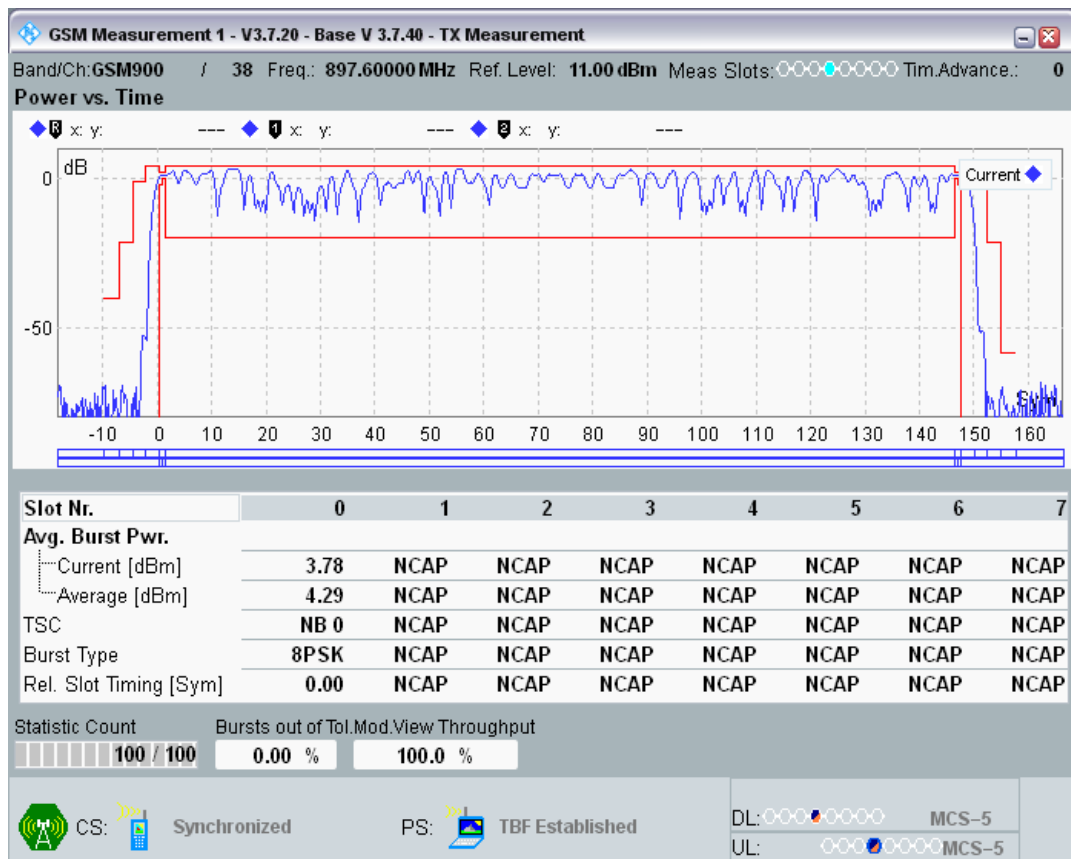 GSM Measurement 1 - V3.7.20 - Base V 3.7.40 - TX Measurement
Band/Ch:GSM900 / 38 Freq.: 897.60000 MHz Ref. Level: 11.00 dBm Meas Slots: Tim.Advance.: 0
Power vs. Time
R x: y: --- 1 x: y: --- 2 x: y: ---
dB
Current
0
-50
Sym
-10 0 10 20 30 40 50 60 70 80 90 100 110 120 130 140 150 160
Slot Nr. 0 1 2 3 4 5 6 7
Avg. Burst Pwr.
Current [dBm] 3.78 NCAP NCAP NCAP NCAP NCAP NCAP NCAP
Average [dBm] 4.29 NCAP NCAP NCAP NCAP NCAP NCAP NCAP
TSC NB 0 NCAP NCAP NCAP NCAP NCAP NCAP NCAP
Burst Type 8PSK NCAP NCAP NCAP NCAP NCAP NCAP NCAP
Rel. Slot Timing [Sym] 0.00 NCAP NCAP NCAP NCAP NCAP NCAP NCAP
Statistic Count Bursts out of Tol.Mod.View Throughput
100 / 100 0.00 % 100.0 %
CS: Synchronized PS: TBF Established
DL: MCS-5
UL: MCS-5